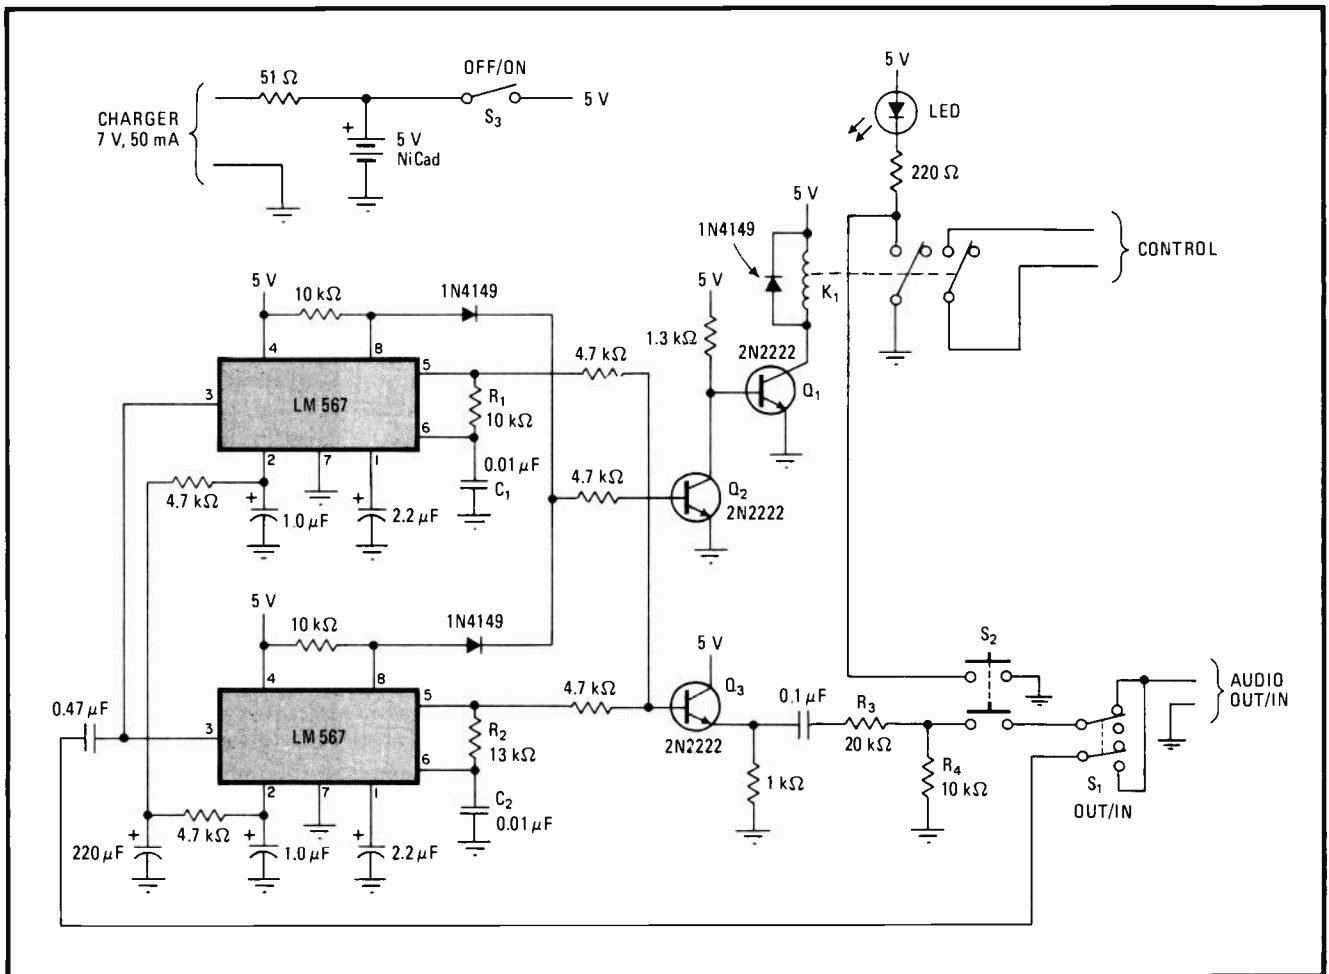 OFF/ON
51 Ω
S3
5 V
CHARGER
7 V, 50 mA
+
5 V
NiCad
5 V
LED
220 Ω
5 V
1N4149
K1
CONTROL
5 V
10 kΩ
1N4149
4
8
5
3
LM 567
6
2
7
1
R1
10 kΩ
4.7 kΩ
0.01 µF
C1
4.7 kΩ
+
1.0 µF
+
2.2 µF
5 V
1.3 kΩ
2N2222
Q1
4.7 kΩ
Q2
2N2222
5 V
10 kΩ
1N4149
4
8
5
3
LM 567
6
2
7
1
0.47 µF
R2
13 kΩ
4.7 kΩ
C2
0.01 µF
+
220 µF
4.7 kΩ
+
1.0 µF
+
2.2 µF
5 V
Q3
2N2222
0.1 µF
R3
20 kΩ
1 kΩ
R4
10 kΩ
S2
S1
OUT/IN
AUDIO
OUT/IN